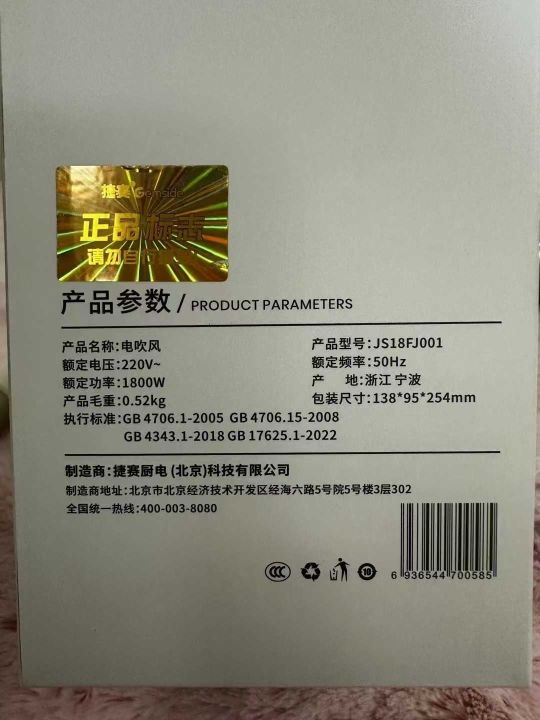 捷赛 Gemside
正品标志
请勿自
产品参数 / PRODUCT PARAMETERS
产品名称:电吹风 产品型号:JS18FJ001
额定电压:220V~ 额定频率:50Hz
额定功率:1800W 产 地:浙江 宁波
产品毛重:0.52kg 包装尺寸:138*95*254mm
执行标准:GB 4706.1-2005 GB 4706.15-2008
GB 4343.1-2018 GB 17625.1-2022
制造商:捷赛厨电(北京)科技有限公司
制造商地址:北京市北京经济技术开发区经海六路5号院5号楼3层302
全国统一热线:400-003-8080
CCC
10
6 936544 700585